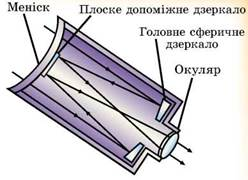 Меніск
Плоске допоміжне дзеркало
Головне сферичне
дзеркало
Окуляр